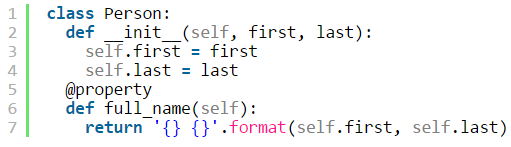 1 class Person:
2   def __init__(self, first, last):
3     self.first = first
4     self.last = last
5   @property
6   def full_name(self):
7     return '{} {}'.format(self.first, self.last)